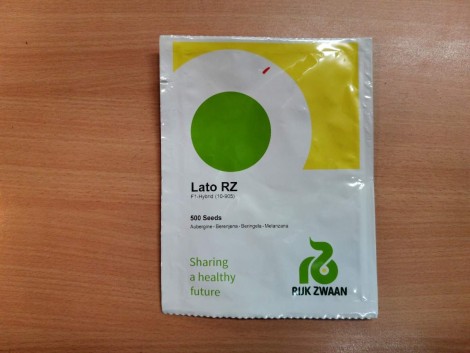 Lato RZ
F1-Hybrid (10-905)
500 Seeds
Aubergine - Berenjena - Beringela - Melanzana
Sharing
a healthy
future
RIJK ZWAAN